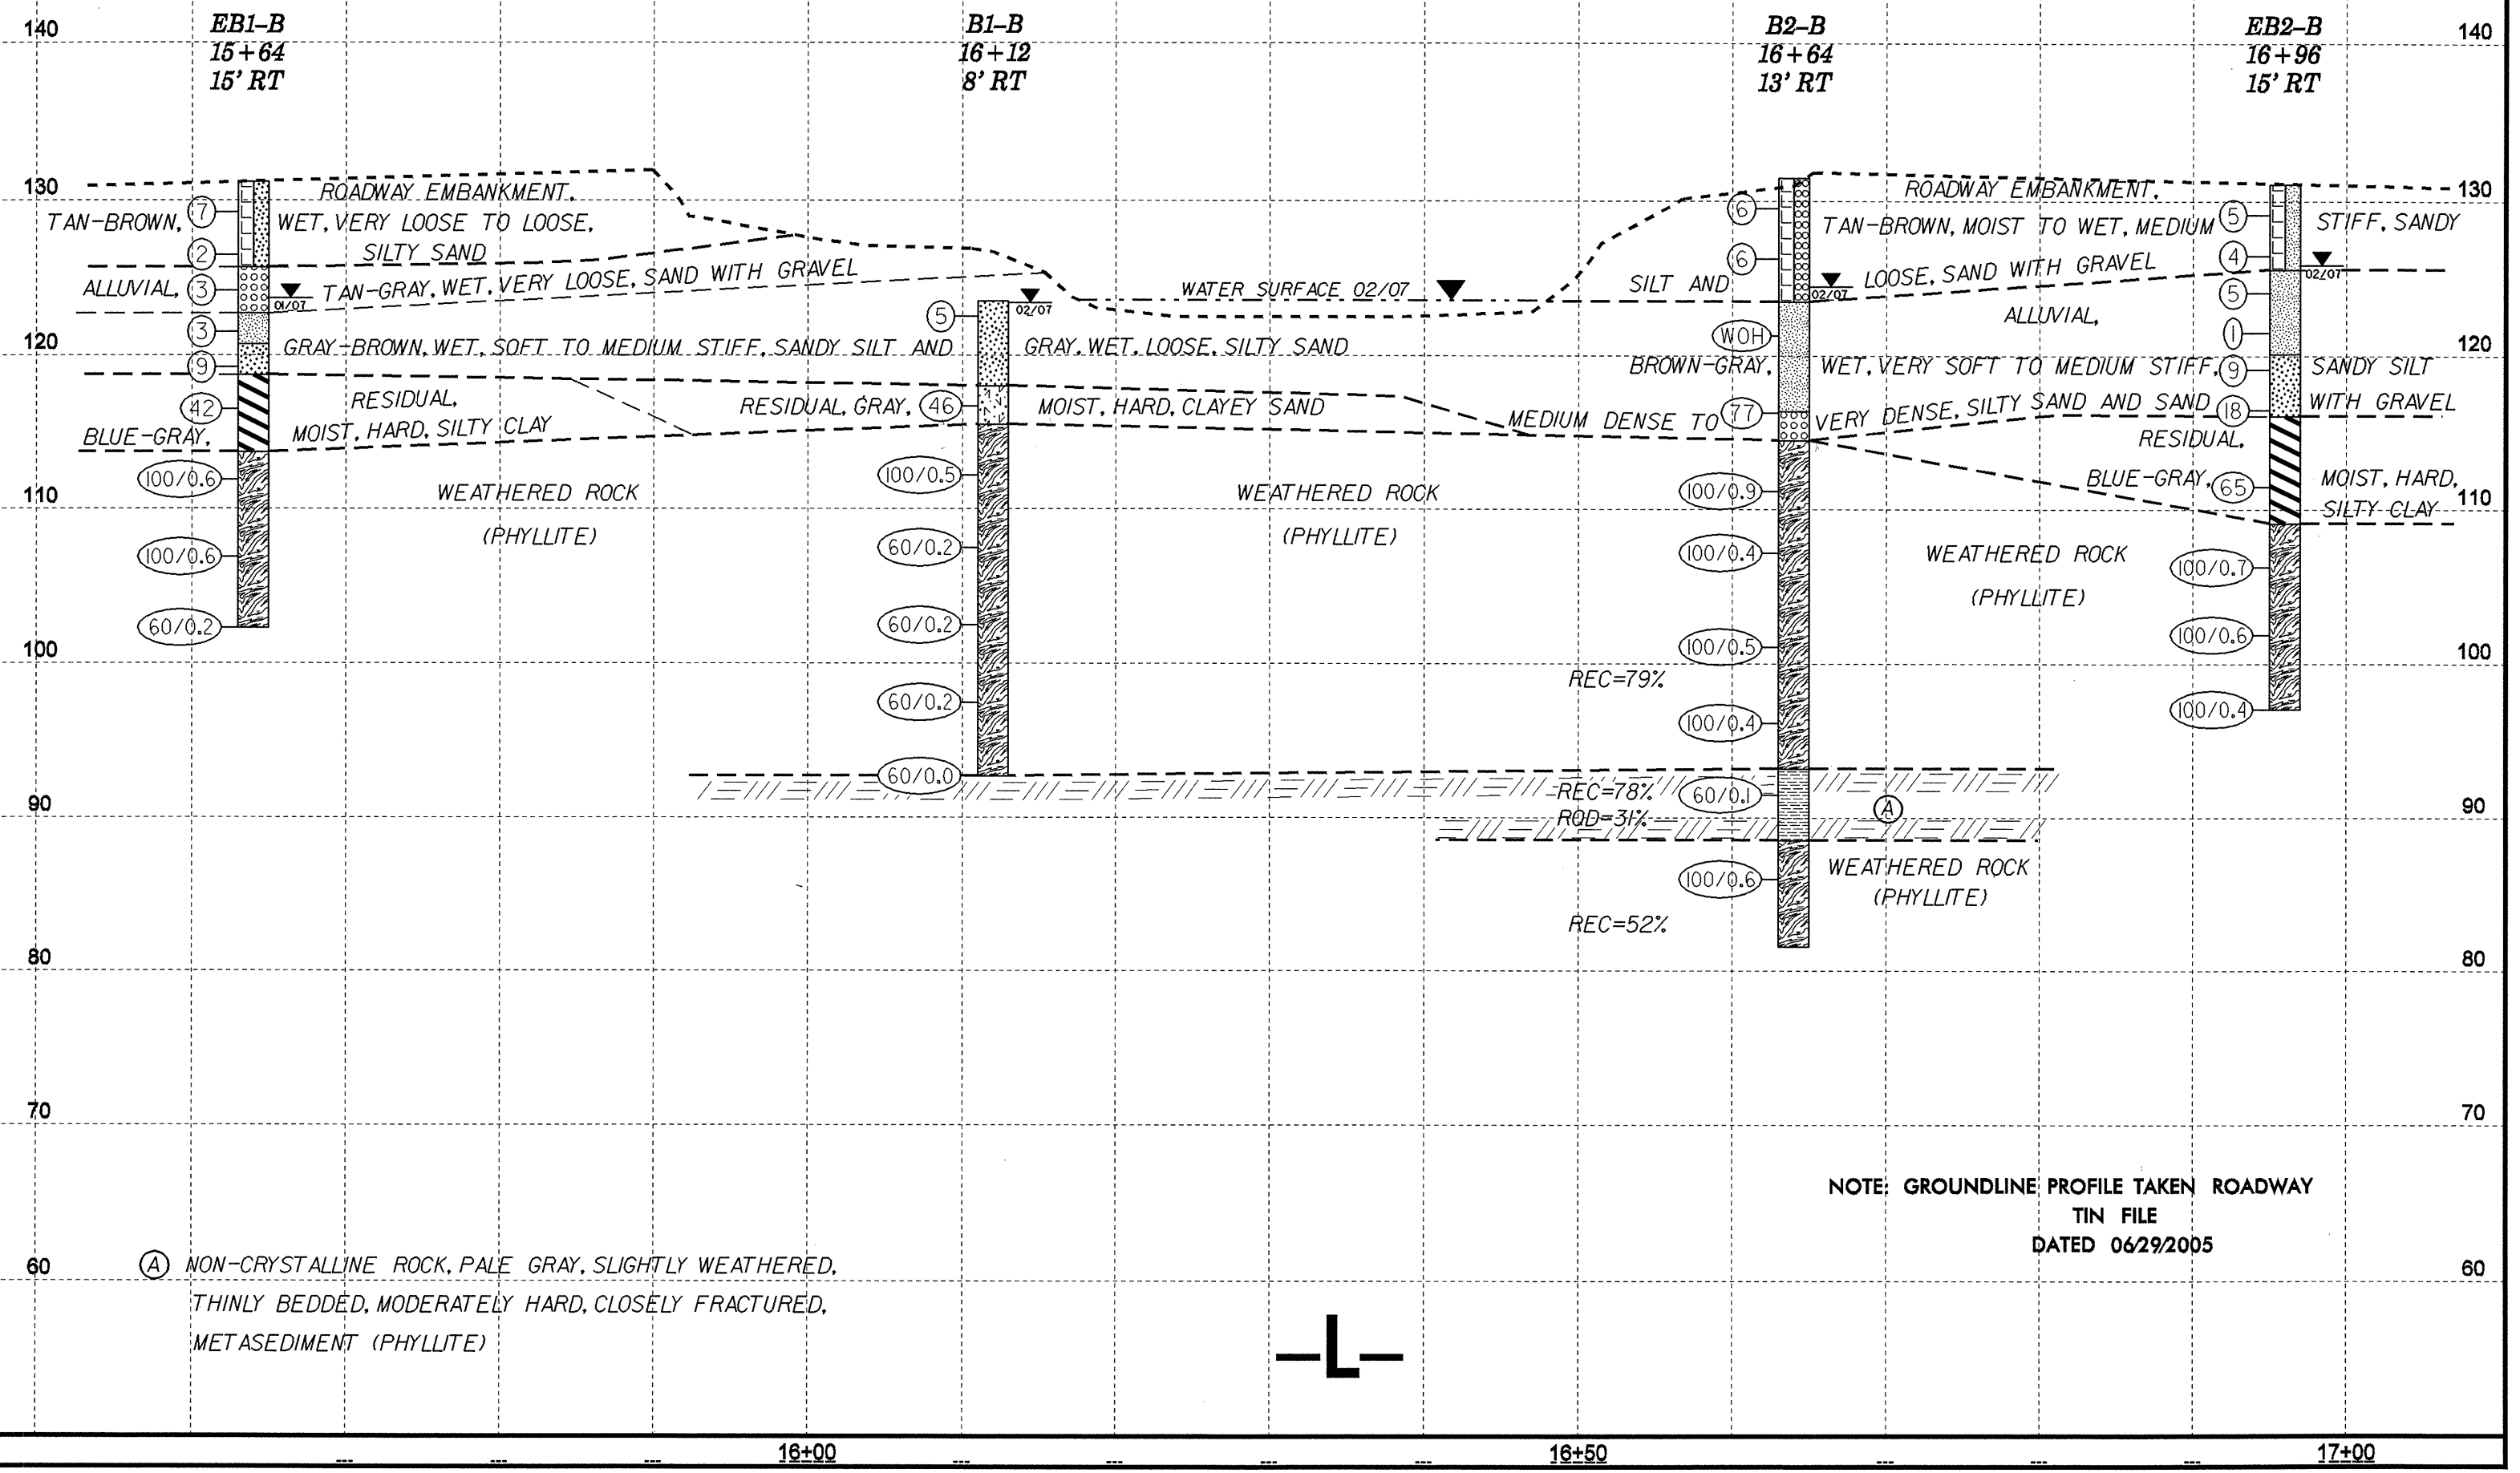 140 EB1-B B1-B B2-B EB2-B 140
15+64 16+12 16+64 16+96
15' RT 8' RT 13' RT 15' RT
130 ROADWAY EMBANKMENT, ROADWAY EMBANKMENT, 130
TAN-BROWN, 7 WET, VERY LOOSE TO LOOSE, 6 TAN-BROWN, MOIST TO WET, MEDIUM 5 STIFF, SANDY
2 SILTY SAND 6 4
ALLUVIAL, 3 TAN-GRAY, WET, VERY LOOSE, SAND WITH GRAVEL WATER SURFACE 02/07 SILT AND LOOSE, SAND WITH GRAVEL 02/07
01/07 02/07 02/07 5
3 5 WOH ALLUVIAL, 1
120 GRAY-BROWN, WET, SOFT TO MEDIUM STIFF, SANDY SILT AND GRAY, WET, LOOSE, SILTY SAND 120
9 BROWN-GRAY, WET, VERY SOFT TO MEDIUM STIFF, 9 SANDY SILT
42 RESIDUAL, RESIDUAL, GRAY, 46 MOIST, HARD, CLAYEY SAND MEDIUM DENSE TO 77 VERY DENSE, SILTY SAND AND SAND 18 WITH GRAVEL
BLUE-GRAY, MOIST, HARD, SILTY CLAY RESIDUAL,
100/0.6 100/0.5 100/0.9 BLUE-GRAY, 65 MOIST, HARD,
110 WEATHERED ROCK WEATHERED ROCK 110
SILTY CLAY
(PHYLLITE) (PHYLLITE)
100/0.6 60/0.2 100/0.4 WEATHERED ROCK 100/0.7
(PHYLLITE)
60/0.2 60/0.2 100/0.5 100/0.6
100 100
REC=79%
60/0.2 100/0.4 100/0.4
60/0.0
REC=78% 60/0.1
90 A 90
RQD=31%
WEATHERED ROCK
100/0.6 (PHYLLITE)
REC=52%
80 80
70 70
NOTE: GROUNDLINE PROFILE TAKEN ROADWAY
TIN FILE
DATED 06/29/2005
60 60
A NON-CRYSTALLINE ROCK, PALE GRAY, SLIGHTLY WEATHERED,
THINLY BEDDED, MODERATELY HARD, CLOSELY FRACTURED,
METASEDIMENT (PHYLLITE)
-L-
16+00 16+50 17+00